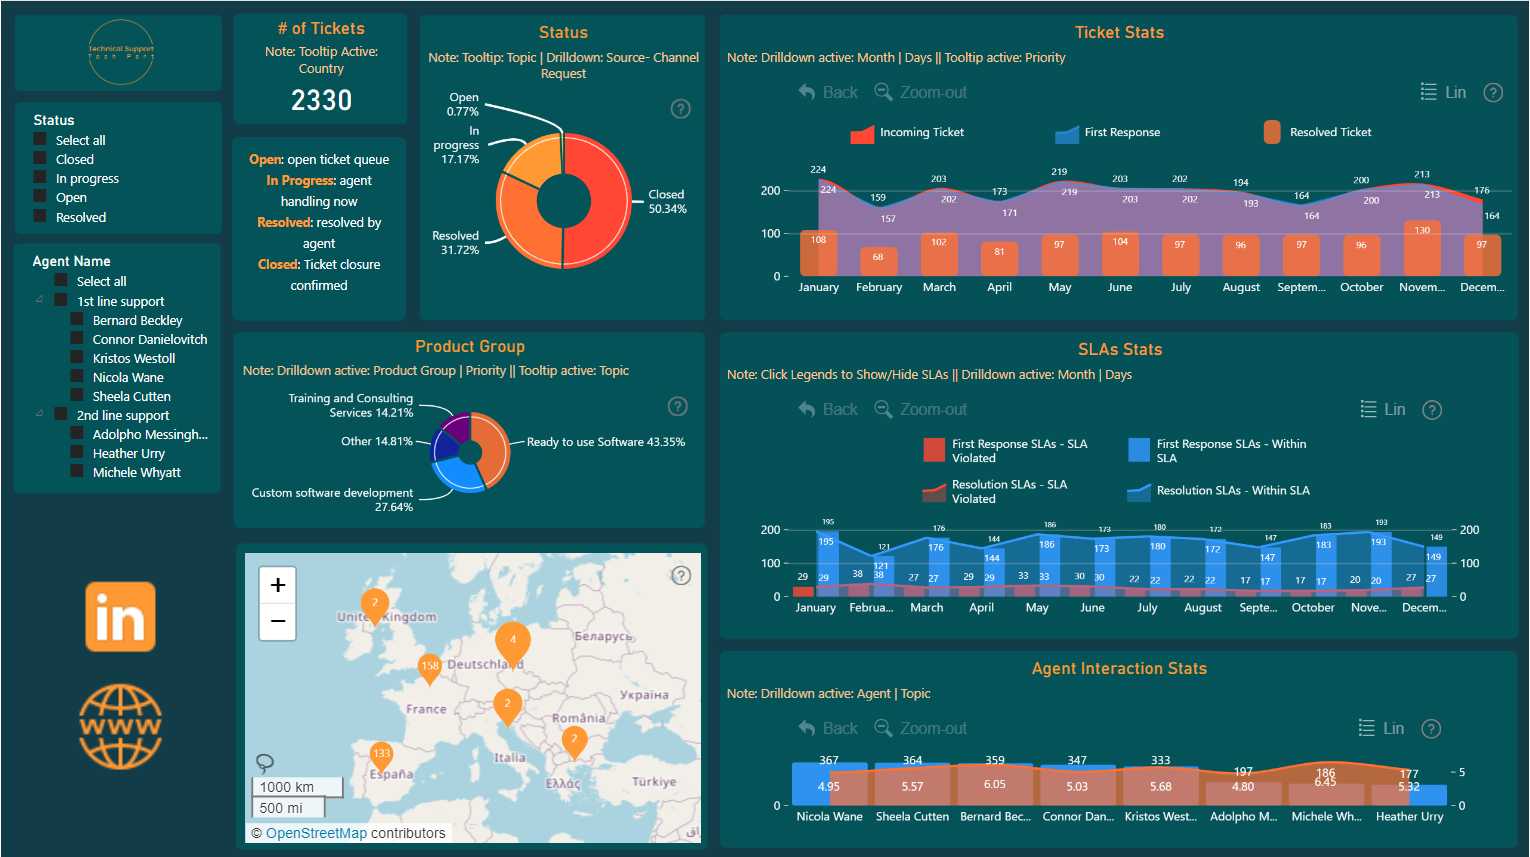 Technical Support
Tech Part
Status
Select all
Closed
In progress
Open
Resolved
Agent Name
Select all
1st line support
Bernard Beckley
Connor Danielovitch
Kristos Westoll
Nicola Wane
Sheela Cutten
2nd line support
Adolpho Messingh...
Heather Urry
Michele Whyatt
in
WWW
# of Tickets
Note: Tooltip Active:
Country
2330
Open: open ticket queue
In Progress: agent
handling now
Resolved: resolved by
agent
Closed: Ticket closure
confirmed
Status
Note: Tooltip: Topic | Drilldown: Source- Channel
Request
?
Open
0.77%
In
progress
17.17%
Closed
50.34%
Resolved
31.72%
Product Group
Note: Drilldown active: Product Group | Priority || Tooltip active: Topic
?
Training and Consulting
Services 14.21%
Other 14.81%
Ready to use Software 43.35%
Custom software development
27.64%
+
−
?
2
United Kingdom
4
Беларусь
158
Deutschland
Україна
France
2
România
2
133
Italia
España
Ελλάς
Türkiye
1000 km
500 mi
© OpenStreetMap contributors
Ticket Stats
Note: Drilldown active: Month | Days || Tooltip active: Priority
Back Zoom-out Lin ?
Incoming Ticket First Response Resolved Ticket
224 159 203 173 219 203 202 194 164 200 213 176
224 157 202 171 219 203 202 193 164 200 213 164
200
100
108 68 102 81 97 104 97 96 97 96 130 97
0
January February March April May June July August Septem... October Novem... Decem...
SLAs Stats
Note: Click Legends to Show/Hide SLAs || Drilldown active: Month | Days
Back Zoom-out Lin ?
First Response SLAs - SLA
Violated
First Response SLAs - Within
SLA
Resolution SLAs - SLA
Violated
Resolution SLAs - Within SLA
195 121 176 144 186 173 180 172 147 183 193 149
200 200
195 121 176 144 186 173 180 172 147 183 193 149
100 100
29 38 27 29 33 30 22 22 17 17 20 27
29 38 27 29 33 30 22 22 17 17 20 27
0 0
January Februa... March April May June July August Septe... October Nove... Decem...
Agent Interaction Stats
Note: Drilldown active: Agent | Topic
Back Zoom-out Lin ?
367 364 359 347 333 197 186 177
5
4.95 5.57 6.05 5.03 5.68 4.80 6.45 5.32
0 0
Nicola Wane Sheela Cutten Bernard Bec... Connor Dan... Kristos West... Adolpho M... Michele Wh... Heather Urry